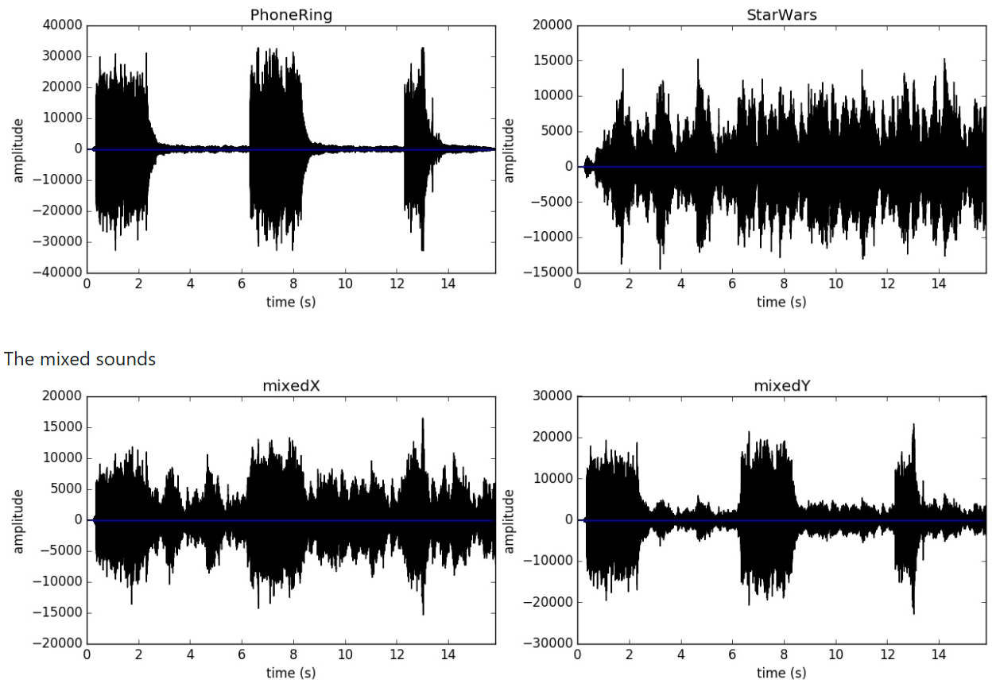 PhoneRing
40000
30000
20000
10000
0
−10000
−20000
−30000
−40000
amplitude
0 2 4 6 8 10 12 14
time (s)
StarWars
20000
15000
10000
5000
0
−5000
−10000
−15000
amplitude
0 2 4 6 8 10 12 14
time (s)
The mixed sounds
mixedX
20000
15000
10000
5000
0
−5000
−10000
−15000
−20000
amplitude
0 2 4 6 8 10 12 14
time (s)
mixedY
30000
20000
10000
0
−10000
−20000
−30000
amplitude
0 2 4 6 8 10 12 14
time (s)